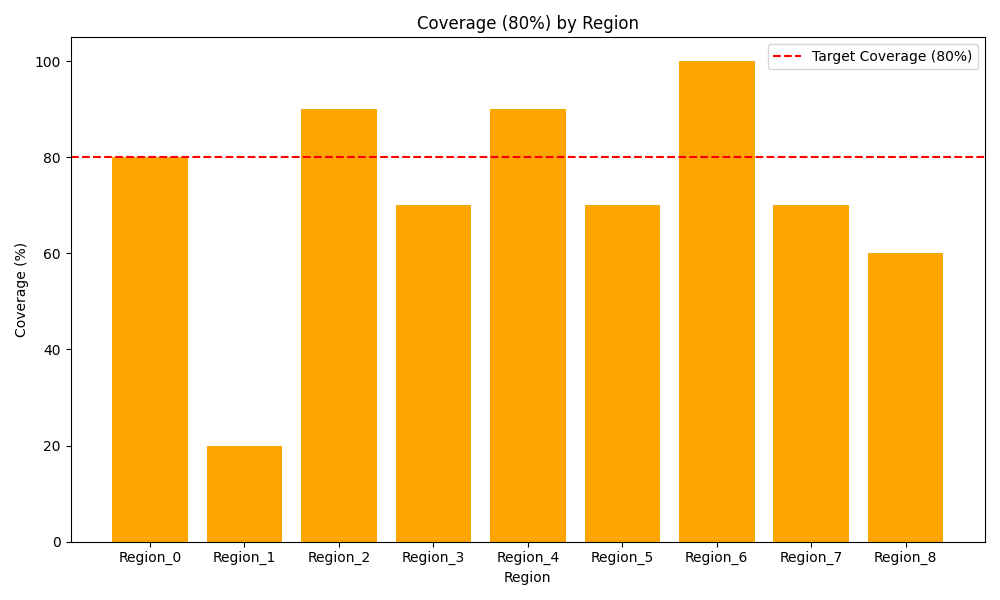 Coverage (80%) by Region
Target Coverage (80%)
Coverage (%)
100
80
60
40
20
0
Region_0 Region_1 Region_2 Region_3 Region_4 Region_5 Region_6 Region_7 Region_8
Region